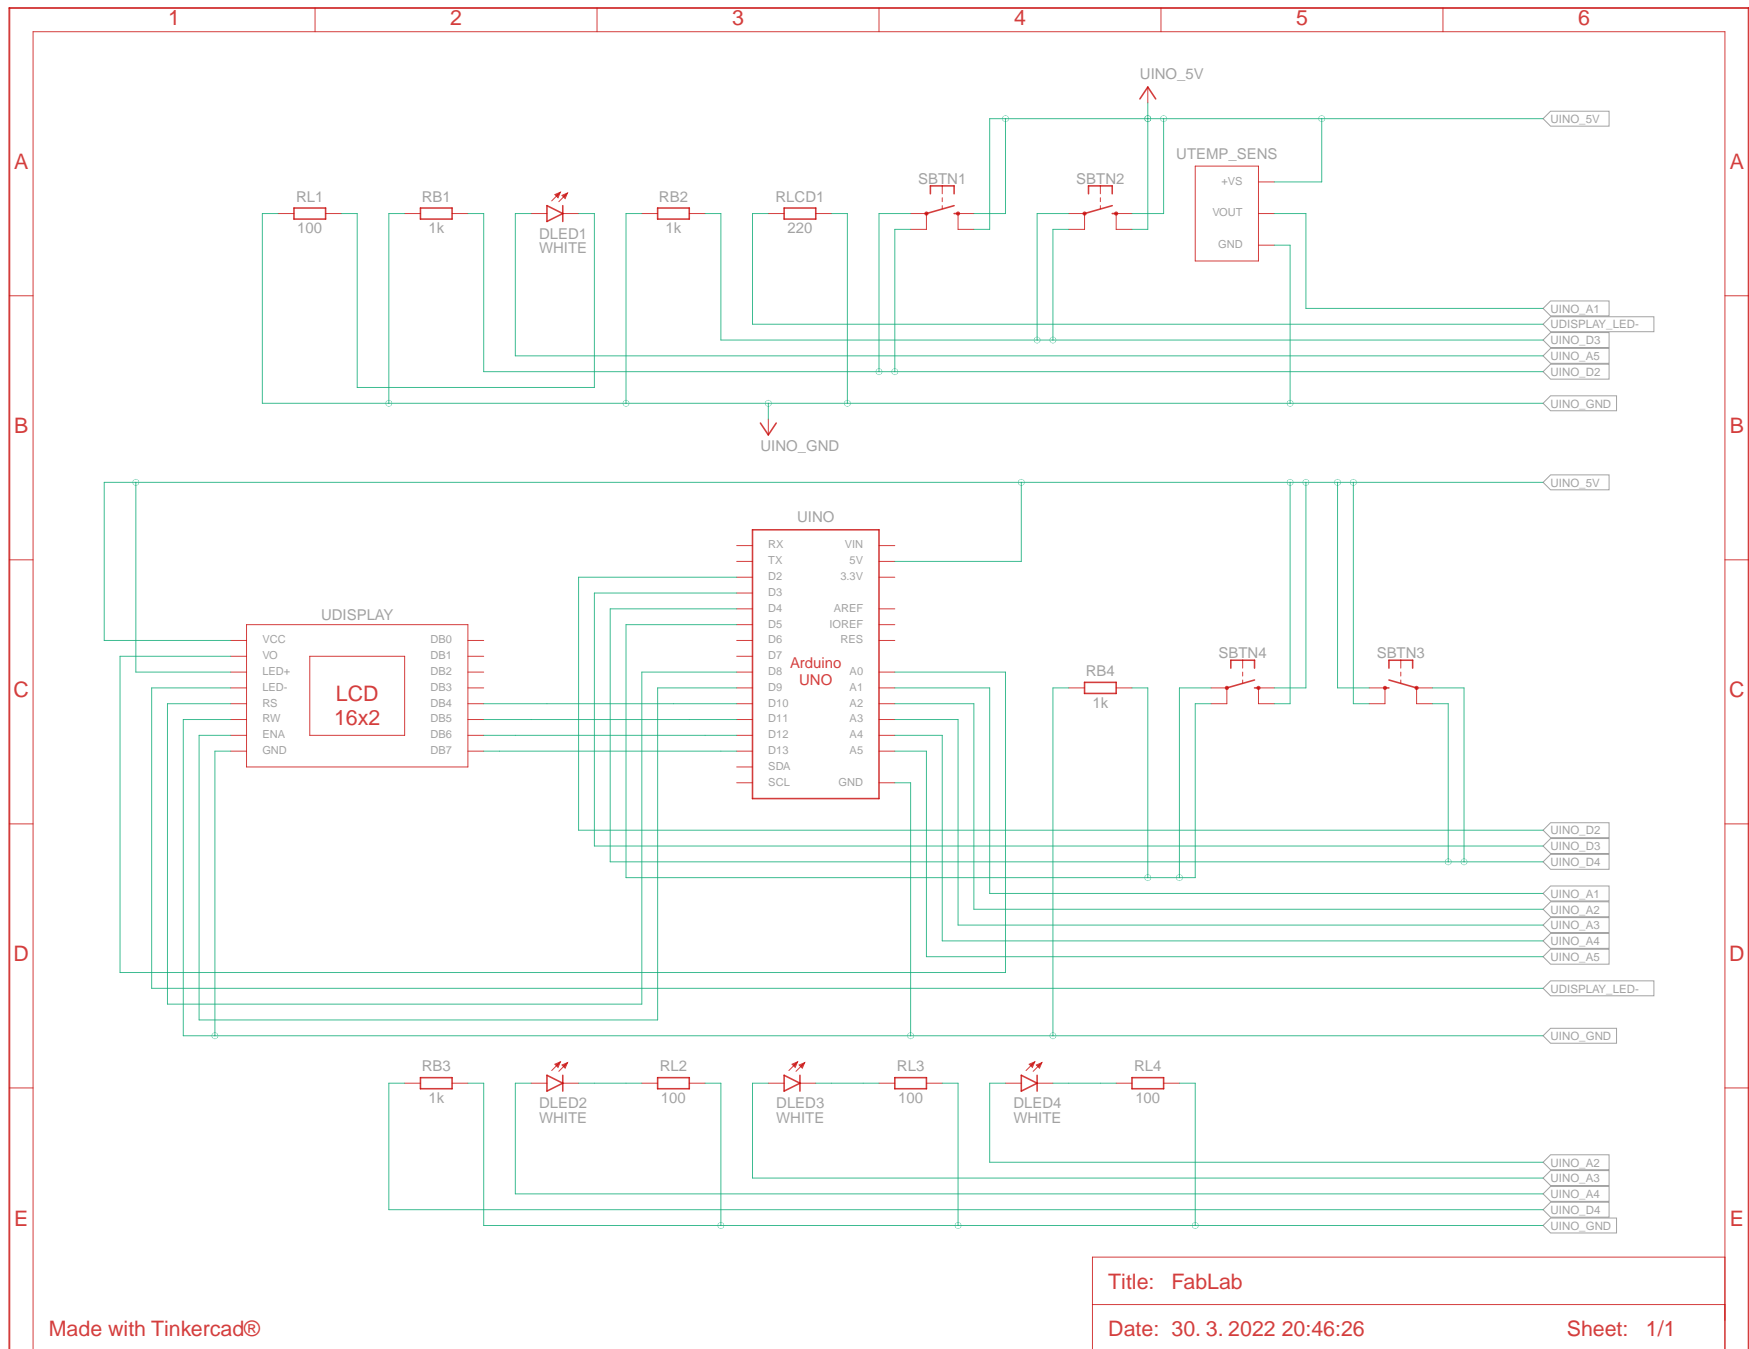 1 2 3 4 5 6
UINO_5V
UINO_5V
A A
UTEMP_SENS
SBTN1 SBTN2
+VS
RL1 RB1 RB2 RLCD1
VOUT
100 1k 1k 220
DLED1
WHITE
GND
UINO_A1
UDISPLAY_LED-
UINO_D3
UINO_A5
UINO_D2
UINO_GND
B B
UINO_GND
UINO_5V
UINO
RX VIN
TX 5V
D2 3.3V
D3
D4 AREF
D5 IOREF
D6 RES
D7
D8 A0
D9 A1
D10 A2
D11 A3
D12 A4
D13 A5
SDA
SCL GND
Arduino
UNO
UDISPLAY
VCC DB0
VO DB1
LED+ DB2
LED- DB3
RS DB4
RW DB5
ENA DB6
GND DB7
LCD
16x2
C C
SBTN4 SBTN3
RB4
1k
UINO_D2
UINO_D3
UINO_D4
UINO_A1
UINO_A2
UINO_A3
UINO_A4
UINO_A5
D D
UDISPLAY_LED-
UINO_GND
RB3 RL2 RL3 RL4
1k 100 100 100
DLED2 DLED3 DLED4
WHITE WHITE WHITE
UINO_A2
UINO_A3
UINO_A4
UINO_D4
UINO_GND
E E
Title: FabLab
Made with Tinkercad®
Date: 30. 3. 2022 20:46:26 Sheet: 1/1